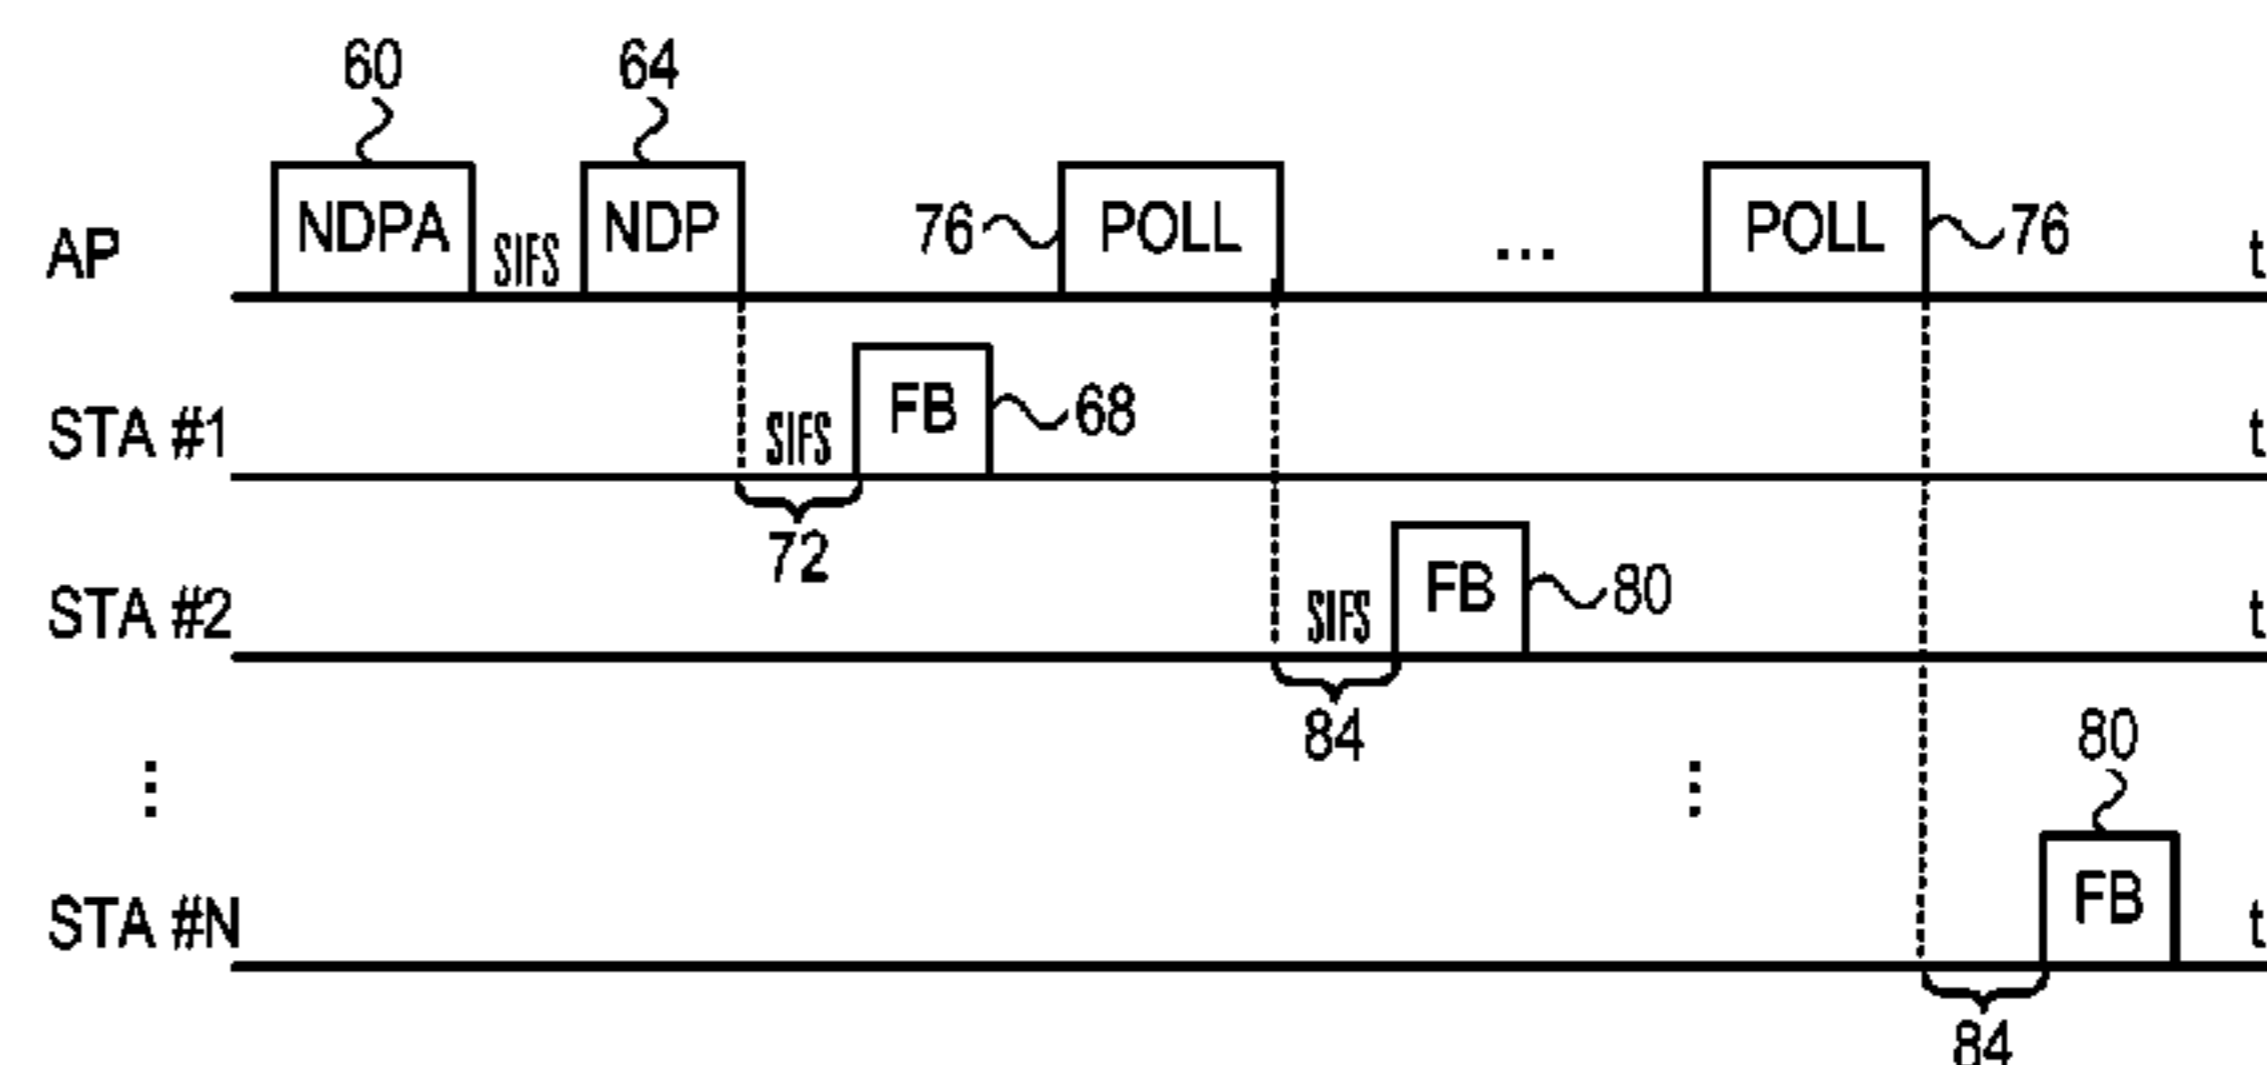 60 64
AP NDPA SIFS NDP 76 POLL ... POLL 76 t
STA #1 SIFS FB 68 t
72
STA #2 SIFS FB 80 t
84
80
STA #N FB t
84